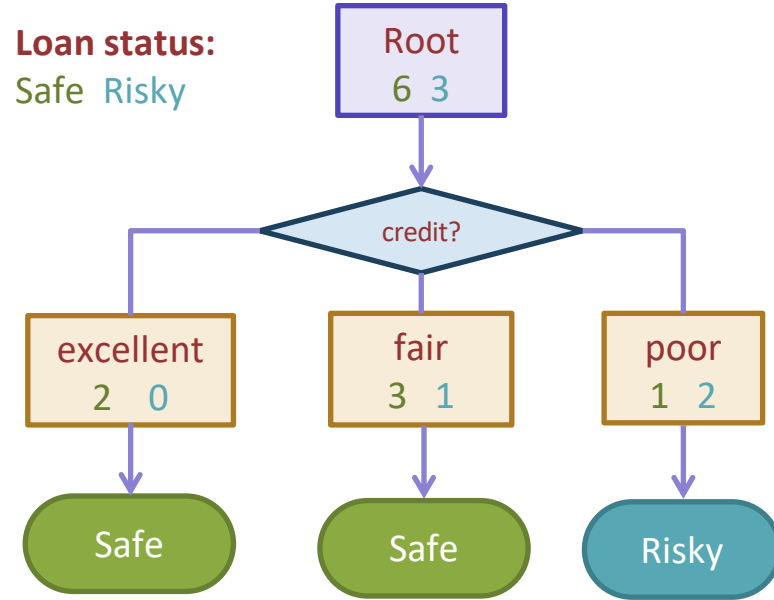 Loan status:
Safe Risky
Root
6 3
credit?
excellent
2 0
fair
3 1
poor
1 2
Safe
Safe
Risky